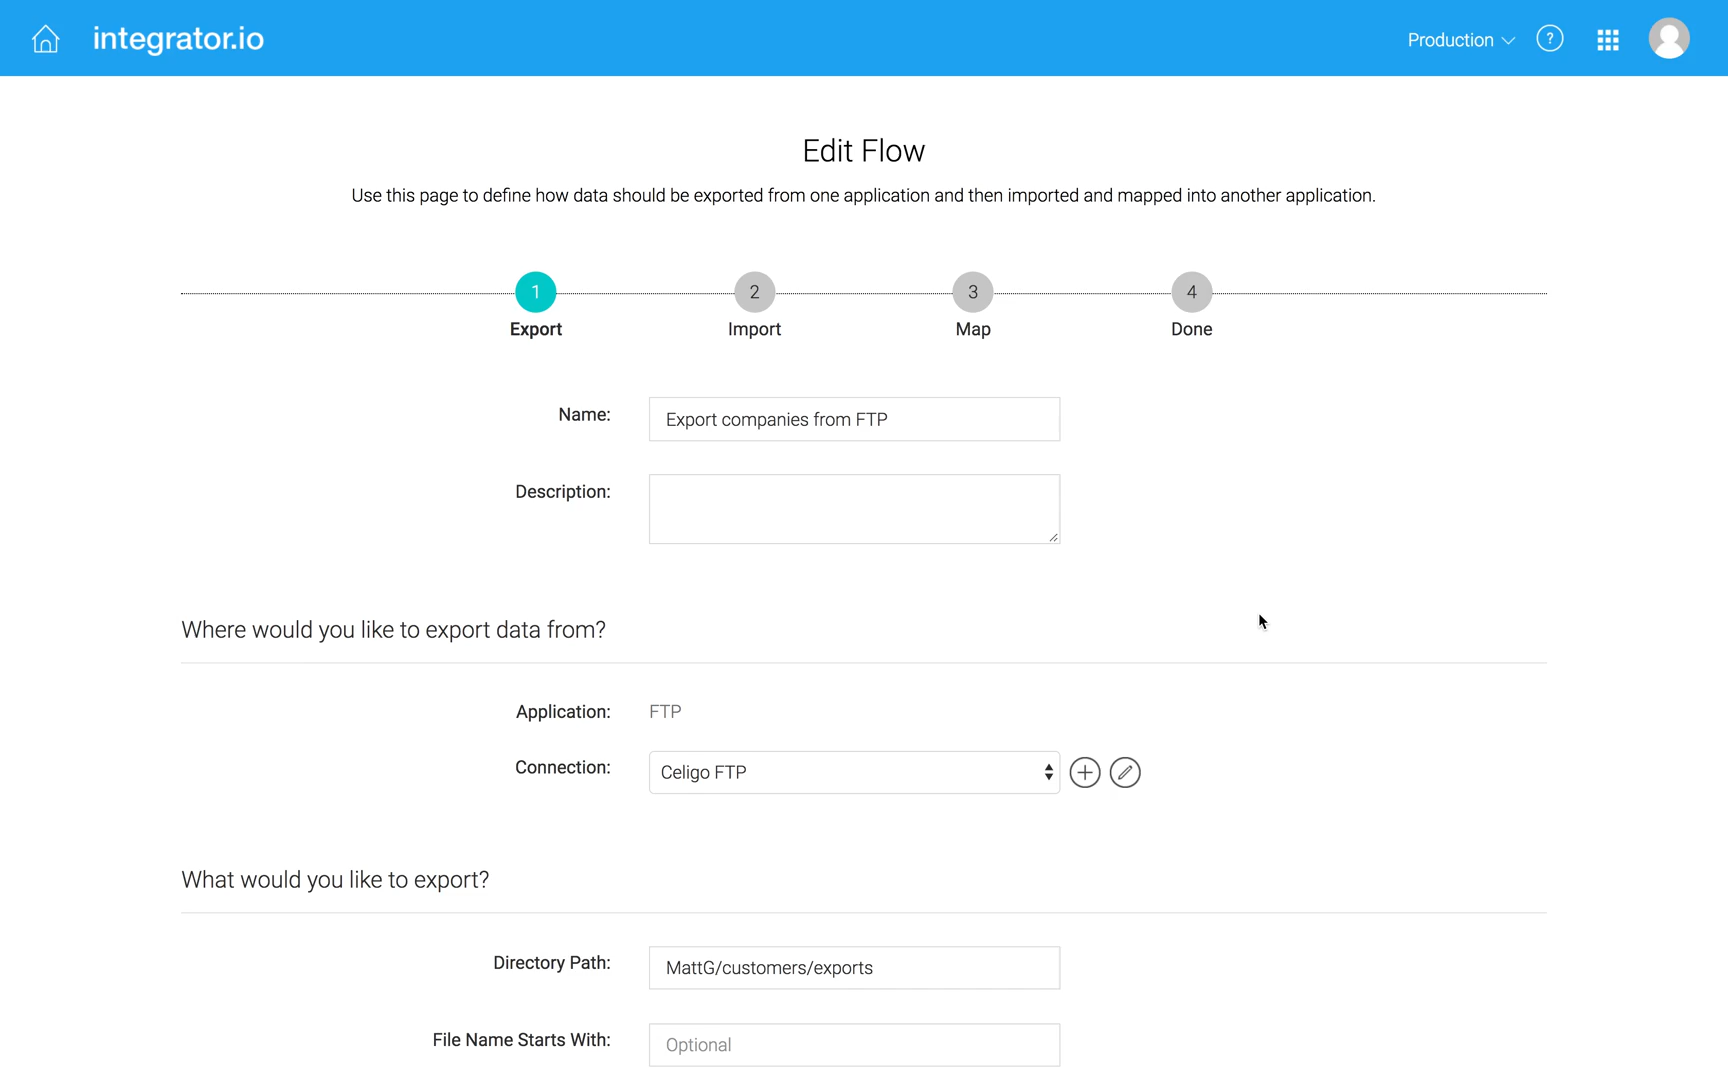 integrator.io
Production
?
Edit Flow
Use this page to define how data should be exported from one application and then imported and mapped into another application.
1
2
3
4
Export
Import
Map
Done
Name:
Export companies from FTP
Description:
Where would you like to export data from?
Application:
FTP
Connection:
Celigo FTP
What would you like to export?
Directory Path:
MattG/customers/exports
File Name Starts With:
Optional